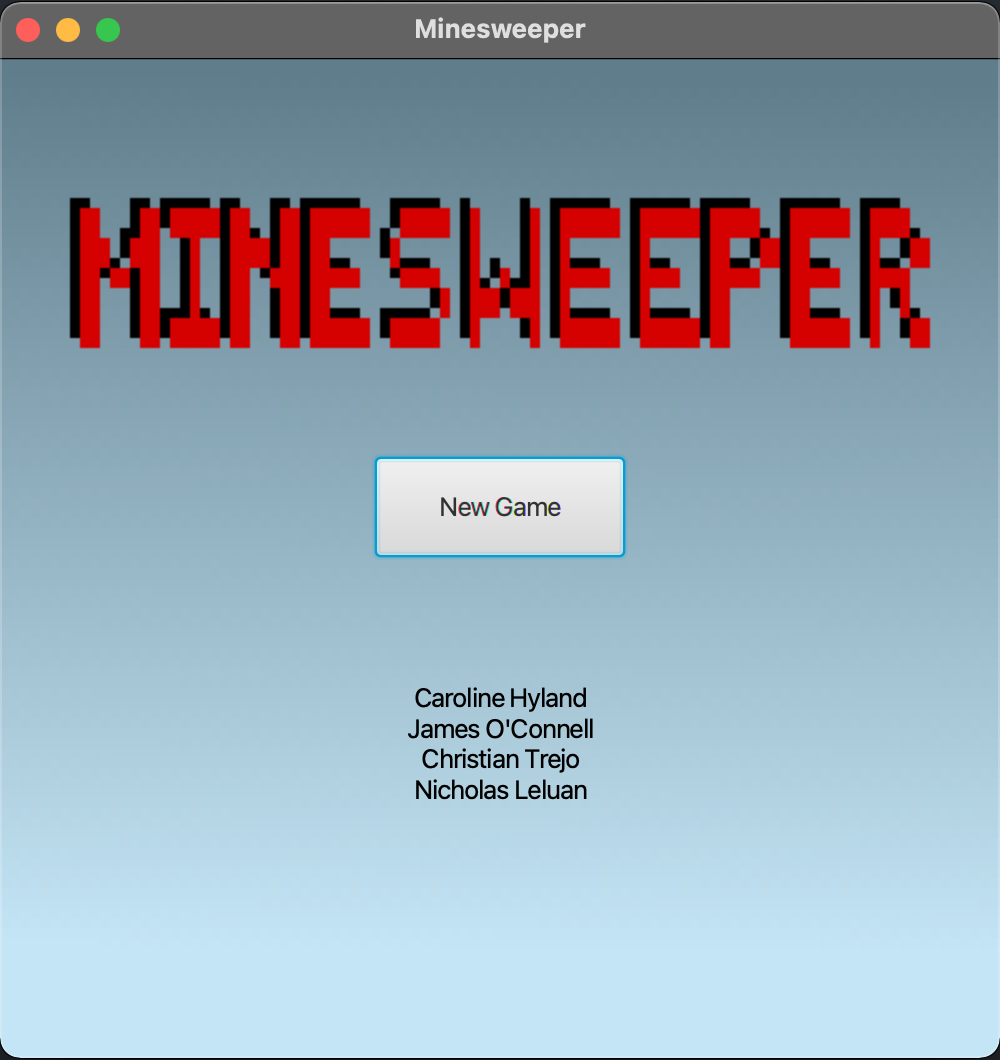 Minesweeper
MINESWEEPER
New Game
Caroline Hyland
James O'Connell
Christian Trejo
Nicholas Leluan